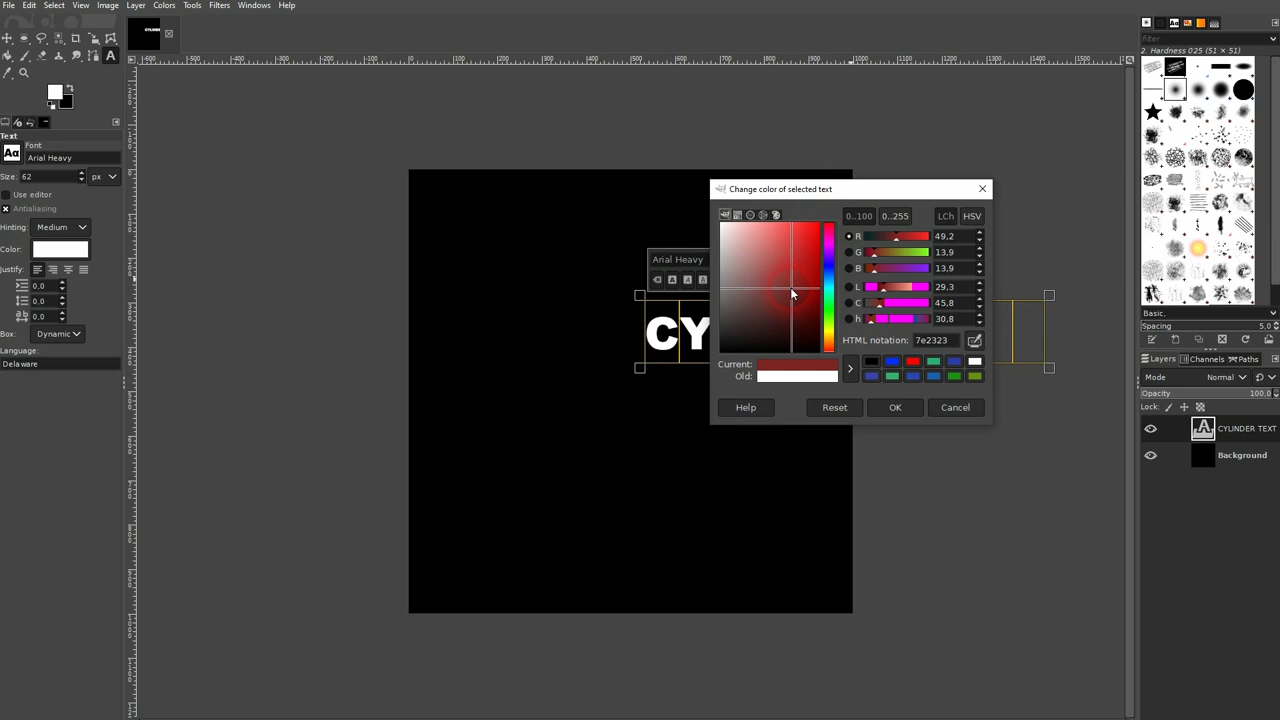 File Edit Select View Image Layer Colors Tools Filters Windows Help
Text
Font
Arial Heavy
Size: 62 px
Use editor
Antialiasing
Hinting: Medium
Color:
Justify:
0,0
0,0
0,0
Box: Dynamic
Language:
Delaware
Arial Heavy
CY
Change color of selected text
0..100 0..255 LCh HSV
R 49,2
G 13,9
B 13,9
L 29,3
C 45,8
h 30,8
HTML notation: 7e2323
Current:
Old:
Help Reset OK Cancel
filter
2. Hardness 025 (51 × 51)
Basic,
Spacing 5,0
Layers Channels Paths
Mode Normal
Opacity 100,0
Lock:
CYLINDER TEXT
Background